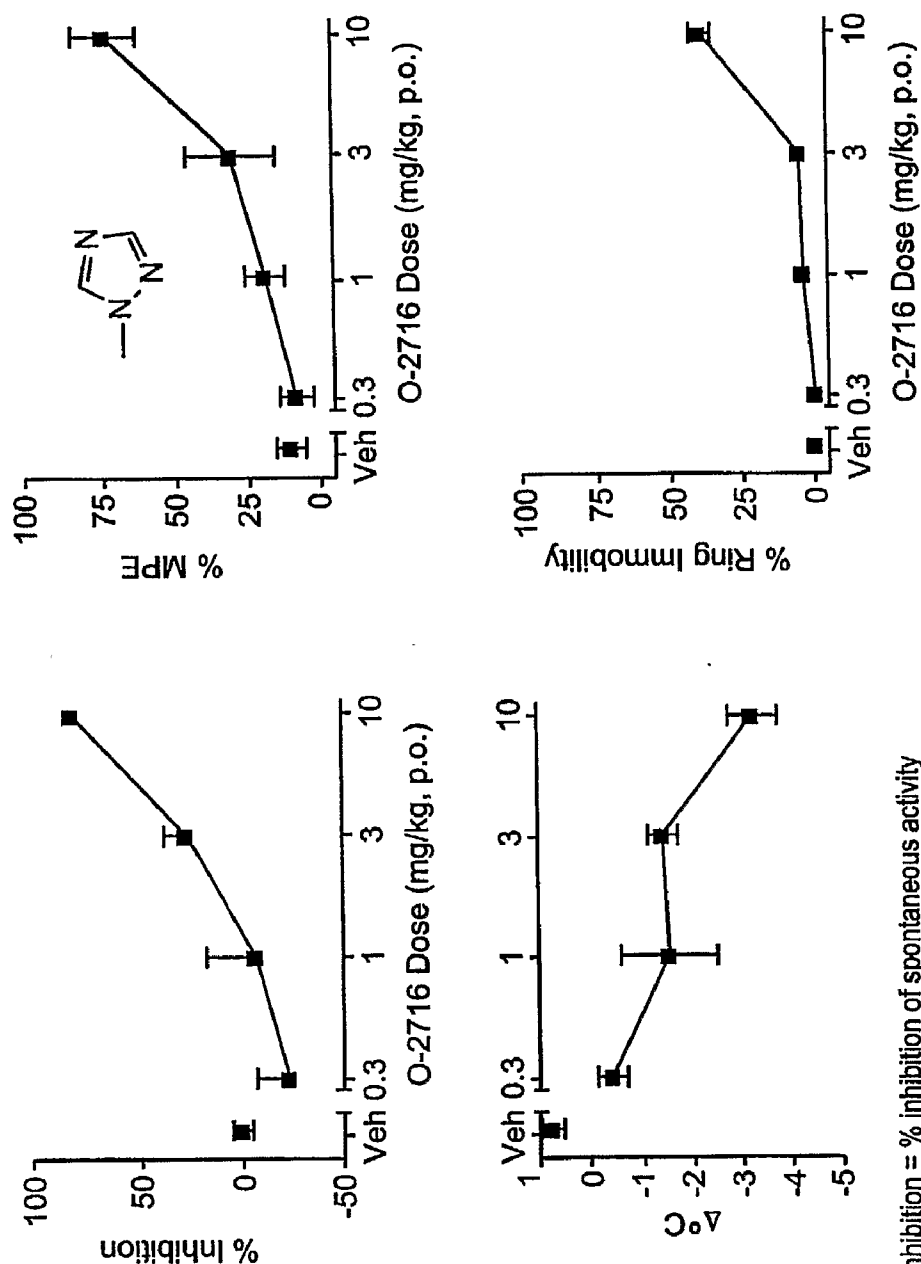 100
50
0
-50
% Inhibition
Veh 0.3 1 3 10
O-2716 Dose (mg/kg, p.o.)
100
75
50
25
0
% MPE
N
N
N
Veh 0.3 1 3 10
O-2716 Dose (mg/kg, p.o.)
1
0
-1
-2
-3
-4
-5
Δ°C
Veh 0.3 1 3 10
100
75
50
25
0
% Ring Immobility
Veh 0.3 1 3 10
O-2716 Dose (mg/kg, p.o.)
nhibition = % inhibition of spontaneous activity